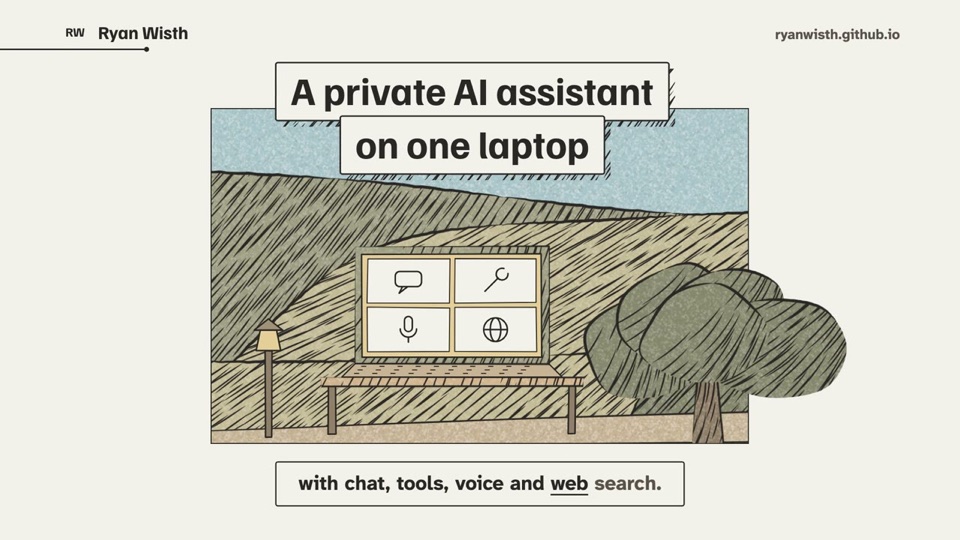 RW Ryan Wisth
ryanwisth.github.io
A private AI assistant
on one laptop
with chat, tools, voice and web search.